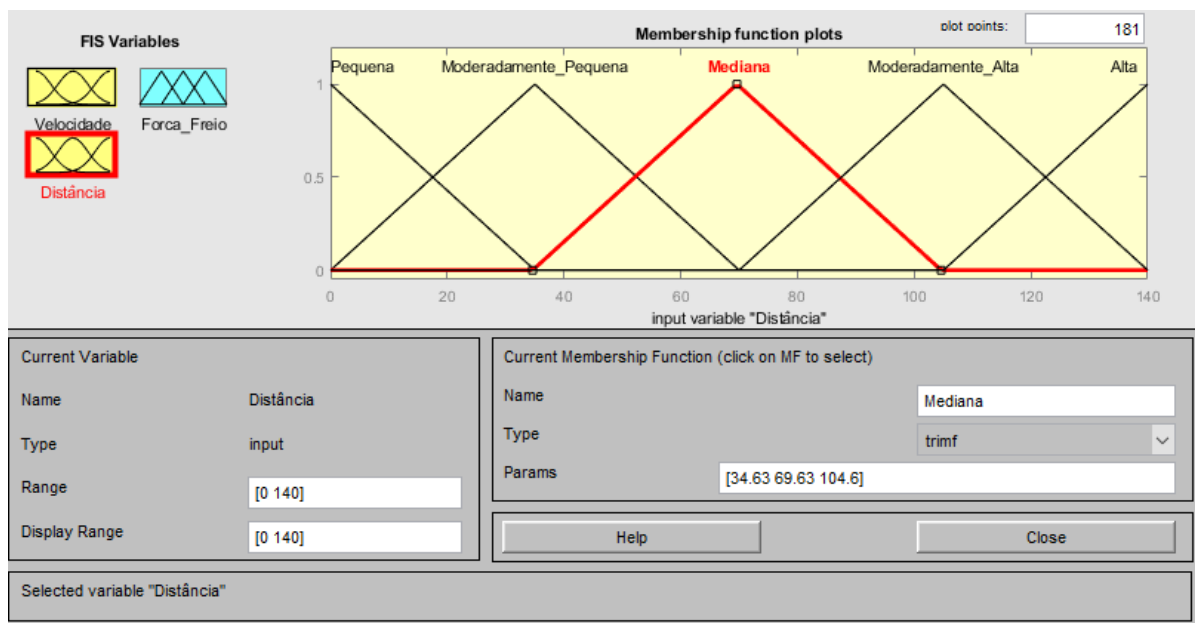 FIS Variables
Velocidade
Forca_Freio
Distância
Membership function plots
plot points:
181
Pequena
Moderadamente_Pequena
Mediana
Moderadamente_Alta
Alta
1
0.5
0
0 20 40 60 80 100 120 140
input variable "Distância"
Current Variable
Name Distância
Type input
Range [0 140]
Display Range [0 140]
Current Membership Function (click on MF to select)
Name Mediana
Type trimf
Params [34.63 69.63 104.6]
Help
Close
Selected variable "Distância"